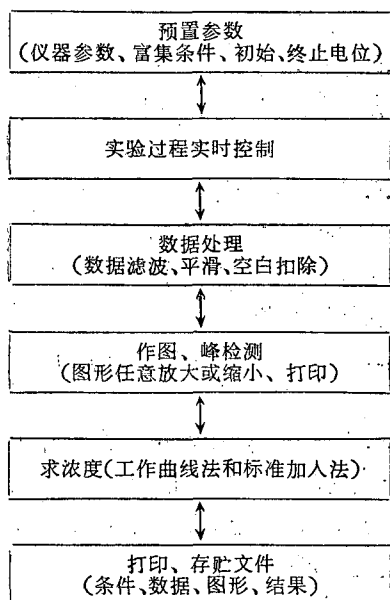 预置参数
(仪器参数、富集条件、初始、终止电位)
实验过程实时控制
数据处理
(数据滤波、平滑、空白扣除)
作图、峰检测
(图形任意放大或缩小、打印)
求浓度(工作曲线法和标准加入法)
打印、存贮文件
(条件、数据、图形、结果)